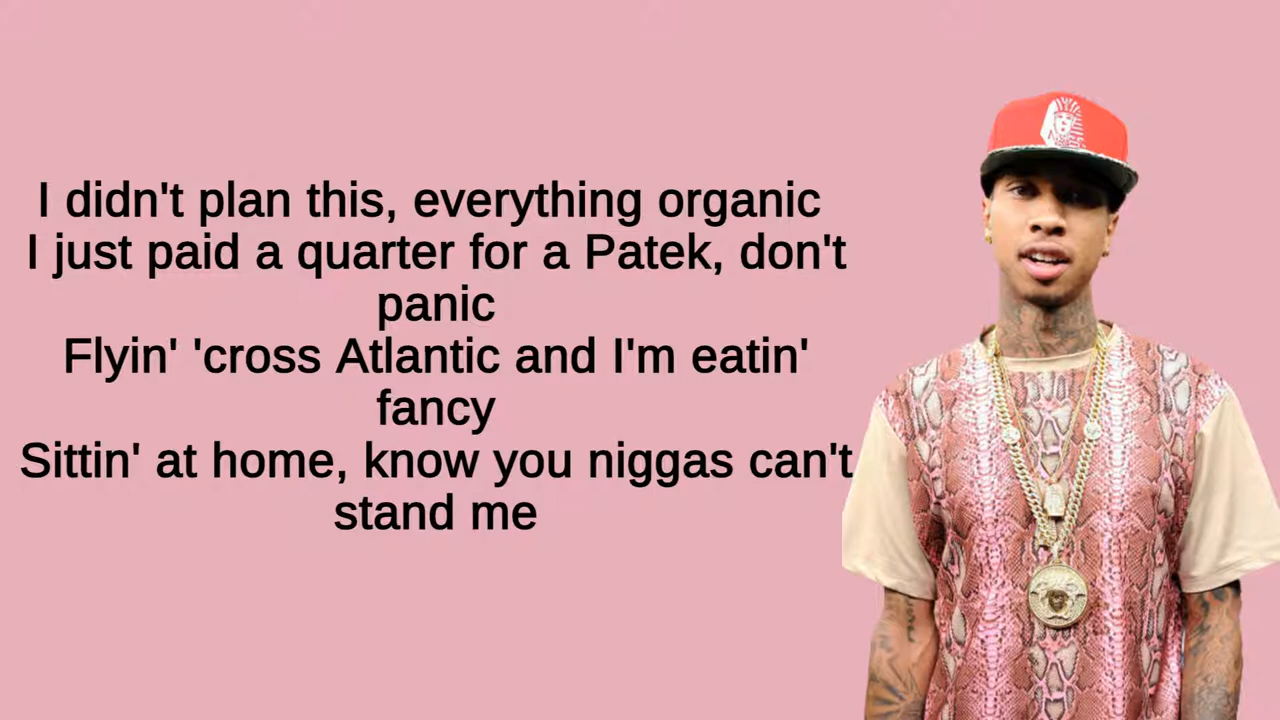 I didn't plan this, everything organic
I just paid a quarter for a Patek, don't
panic
Flyin' 'cross Atlantic and I'm eatin'
fancy
Sittin' at home, know you niggas can't
stand me